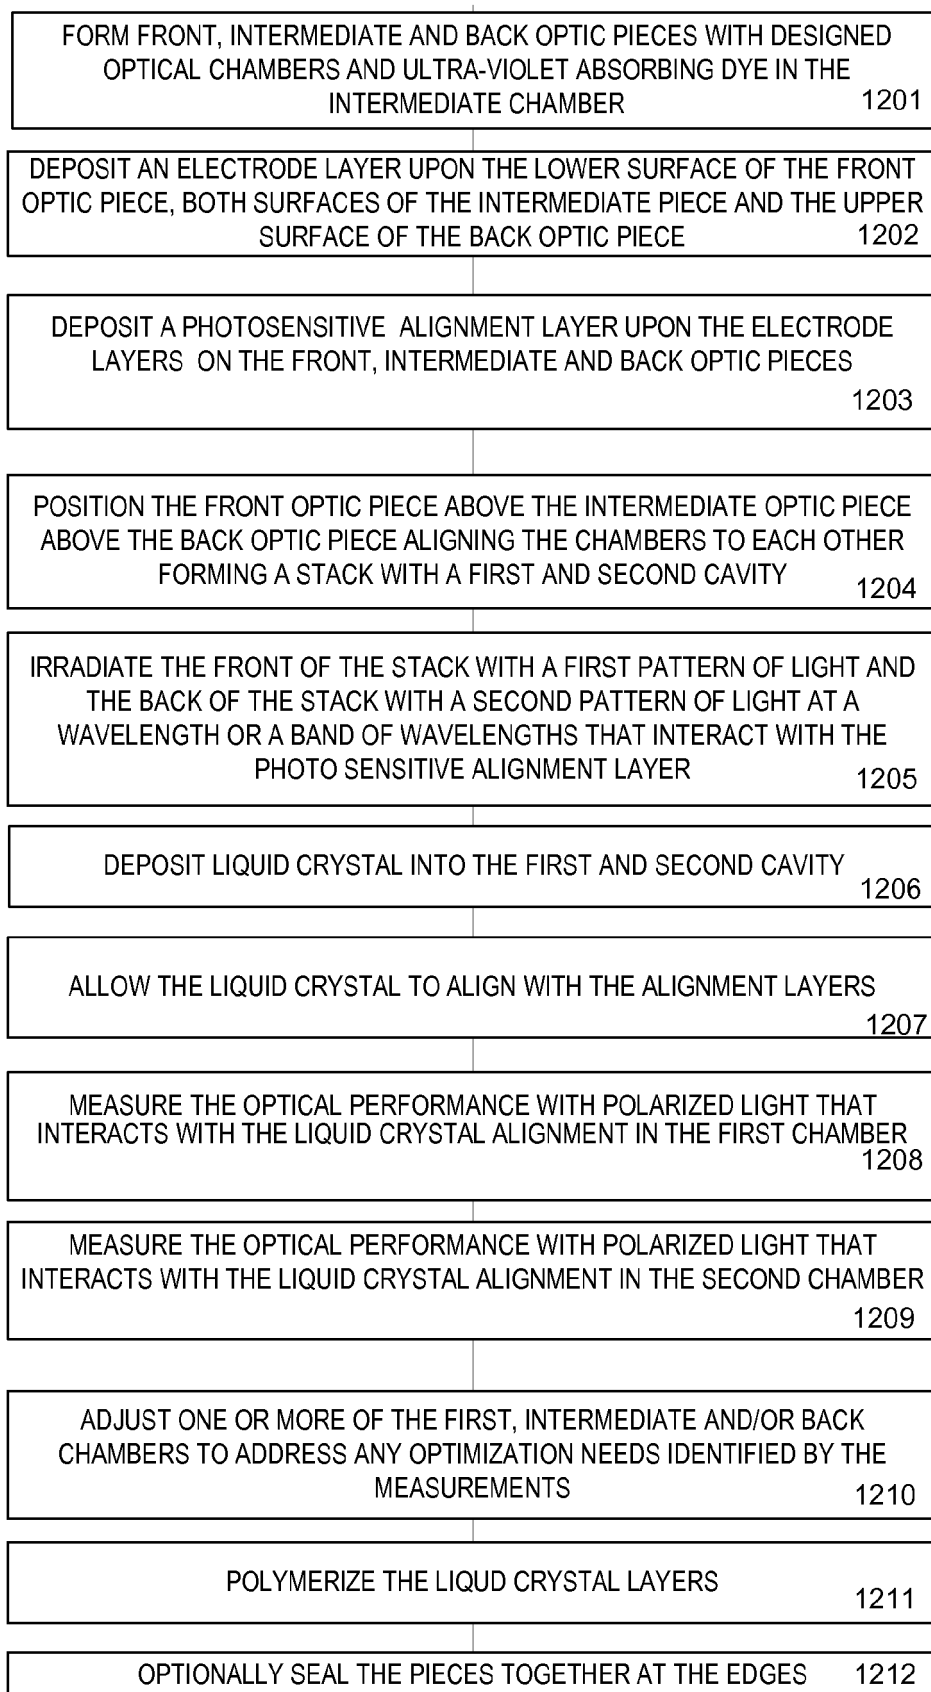 FORM FRONT, INTERMEDIATE AND BACK OPTIC PIECES WITH DESIGNED
OPTICAL CHAMBERS AND ULTRA-VIOLET ABSORBING DYE IN THE
INTERMEDIATE CHAMBER 1201
DEPOSIT AN ELECTRODE LAYER UPON THE LOWER SURFACE OF THE FRONT
OPTIC PIECE, BOTH SURFACES OF THE INTERMEDIATE PIECE AND THE UPPER
SURFACE OF THE BACK OPTIC PIECE 1202
DEPOSIT A PHOTOSENSITIVE ALIGNMENT LAYER UPON THE ELECTRODE
LAYERS ON THE FRONT, INTERMEDIATE AND BACK OPTIC PIECES
1203
POSITION THE FRONT OPTIC PIECE ABOVE THE INTERMEDIATE OPTIC PIECE
ABOVE THE BACK OPTIC PIECE ALIGNING THE CHAMBERS TO EACH OTHER
FORMING A STACK WITH A FIRST AND SECOND CAVITY 1204
IRRADIATE THE FRONT OF THE STACK WITH A FIRST PATTERN OF LIGHT AND
THE BACK OF THE STACK WITH A SECOND PATTERN OF LIGHT AT A
WAVELENGTH OR A BAND OF WAVELENGTHS THAT INTERACT WITH THE
PHOTO SENSITIVE ALIGNMENT LAYER 1205
DEPOSIT LIQUID CRYSTAL INTO THE FIRST AND SECOND CAVITY
1206
ALLOW THE LIQUID CRYSTAL TO ALIGN WITH THE ALIGNMENT LAYERS
1207
MEASURE THE OPTICAL PERFORMANCE WITH POLARIZED LIGHT THAT
INTERACTS WITH THE LIQUID CRYSTAL ALIGNMENT IN THE FIRST CHAMBER
1208
MEASURE THE OPTICAL PERFORMANCE WITH POLARIZED LIGHT THAT
INTERACTS WITH THE LIQUID CRYSTAL ALIGNMENT IN THE SECOND CHAMBER
1209
ADJUST ONE OR MORE OF THE FIRST, INTERMEDIATE AND/OR BACK
CHAMBERS TO ADDRESS ANY OPTIMIZATION NEEDS IDENTIFIED BY THE
MEASUREMENTS 1210
POLYMERIZE THE LIQUD CRYSTAL LAYERS 1211
OPTIONALLY SEAL THE PIECES TOGETHER AT THE EDGES 1212